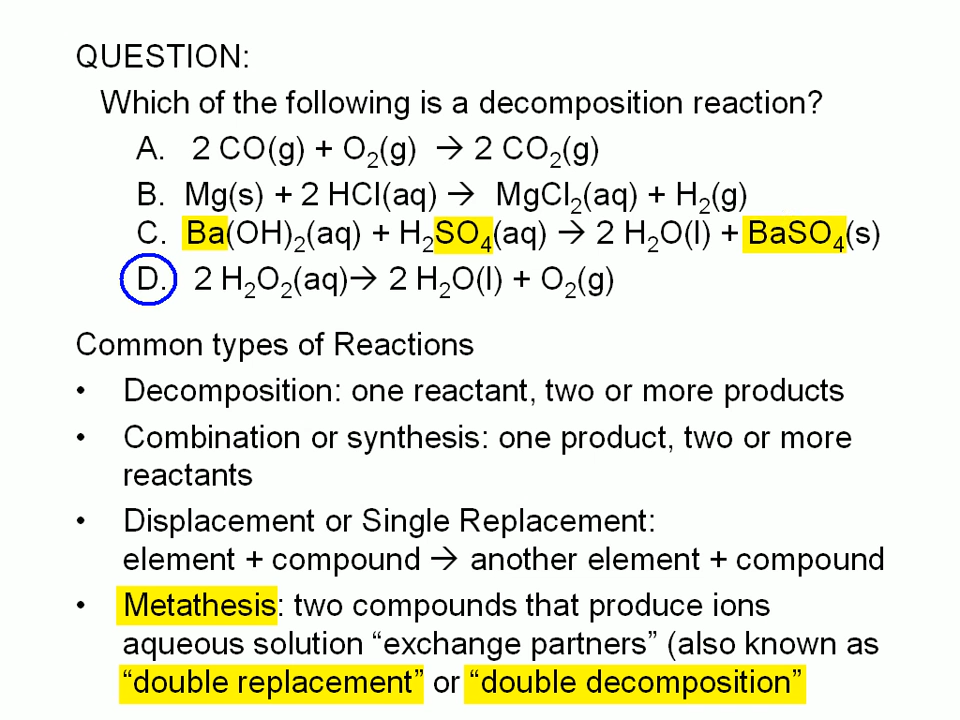 QUESTION:
Which of the following is a decomposition reaction?
A. 2 CO(g) + O₂(g) → 2 CO₂(g)
B. Mg(s) + 2 HCl(aq) → MgCl₂(aq) + H₂(g)
C. Ba(OH)₂(aq) + H₂SO₄(aq) → 2 H₂O(l) + BaSO₄(s)
D. 2 H₂O₂(aq)→ 2 H₂O(l) + O₂(g)
Common types of Reactions
• Decomposition: one reactant, two or more products
• Combination or synthesis: one product, two or more
reactants
• Displacement or Single Replacement:
element + compound → another element + compound
• Metathesis: two compounds that produce ions
aqueous solution “exchange partners” (also known as
“double replacement” or “double decomposition”